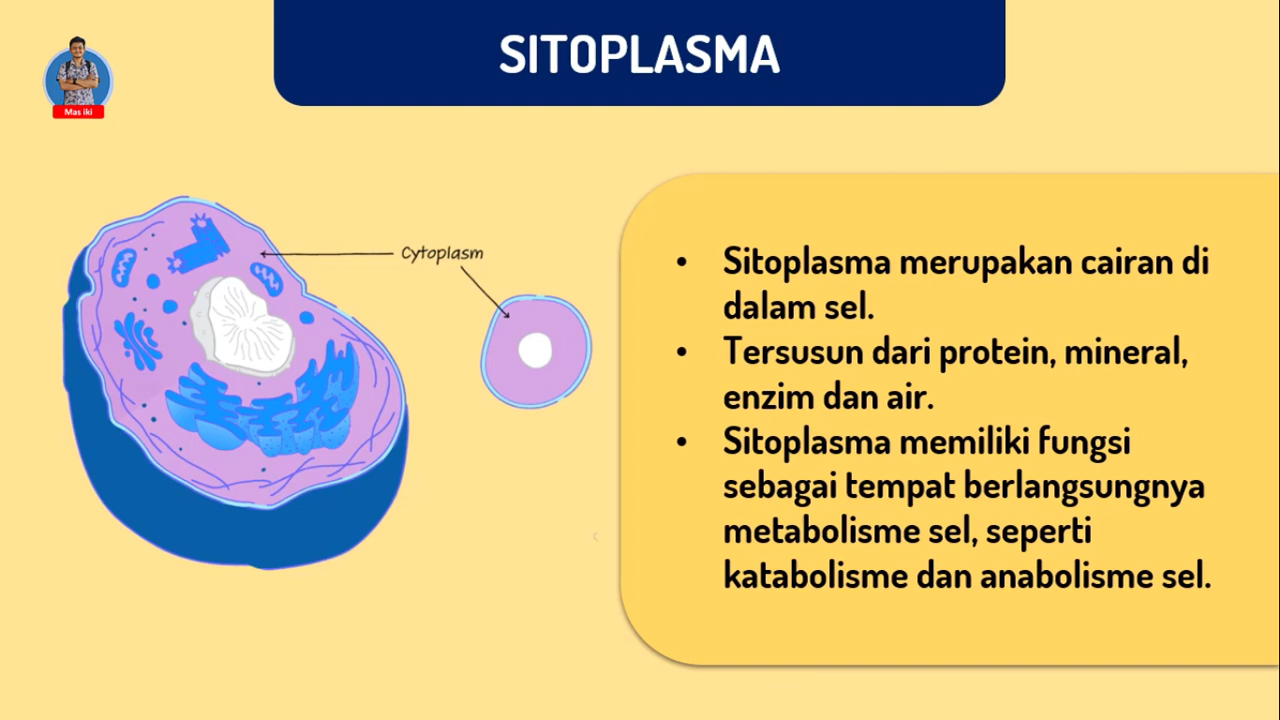 SITOPLASMA
Mas iki
Cytoplasm
• Sitoplasma merupakan cairan di
dalam sel.
• Tersusun dari protein, mineral,
enzim dan air.
• Sitoplasma memiliki fungsi
sebagai tempat berlangsungnya
metabolisme sel, seperti
katabolisme dan anabolisme sel.